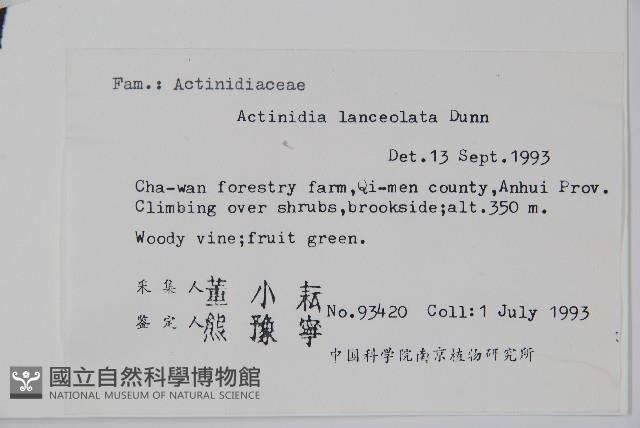 Fam.: Actinidiaceae
Actinidia lanceolata Dunn
Det.13 Sept.1993
Cha-wan forestry farm,Qi-men county,Anhui Prov.
Climbing over shrubs,brookside;alt.350 m.
Woody vine;fruit green.
采集人董小耘
鉴定人熊豫寧
No.93420 Coll:1 July 1993
中国科学院南京植物研究所
國立自然科學博物館
NATIONAL MUSEUM OF NATURAL SCIENCE